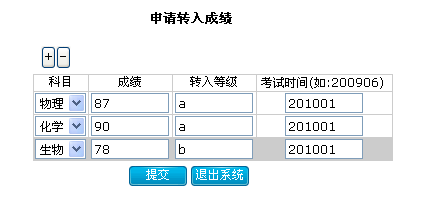 申请转入成绩
+ -
科目 成绩 转入等级 考试时间(如:200906)
物理 87 a 201001
化学 90 a 201001
生物 78 b 201001
提交 退出系统